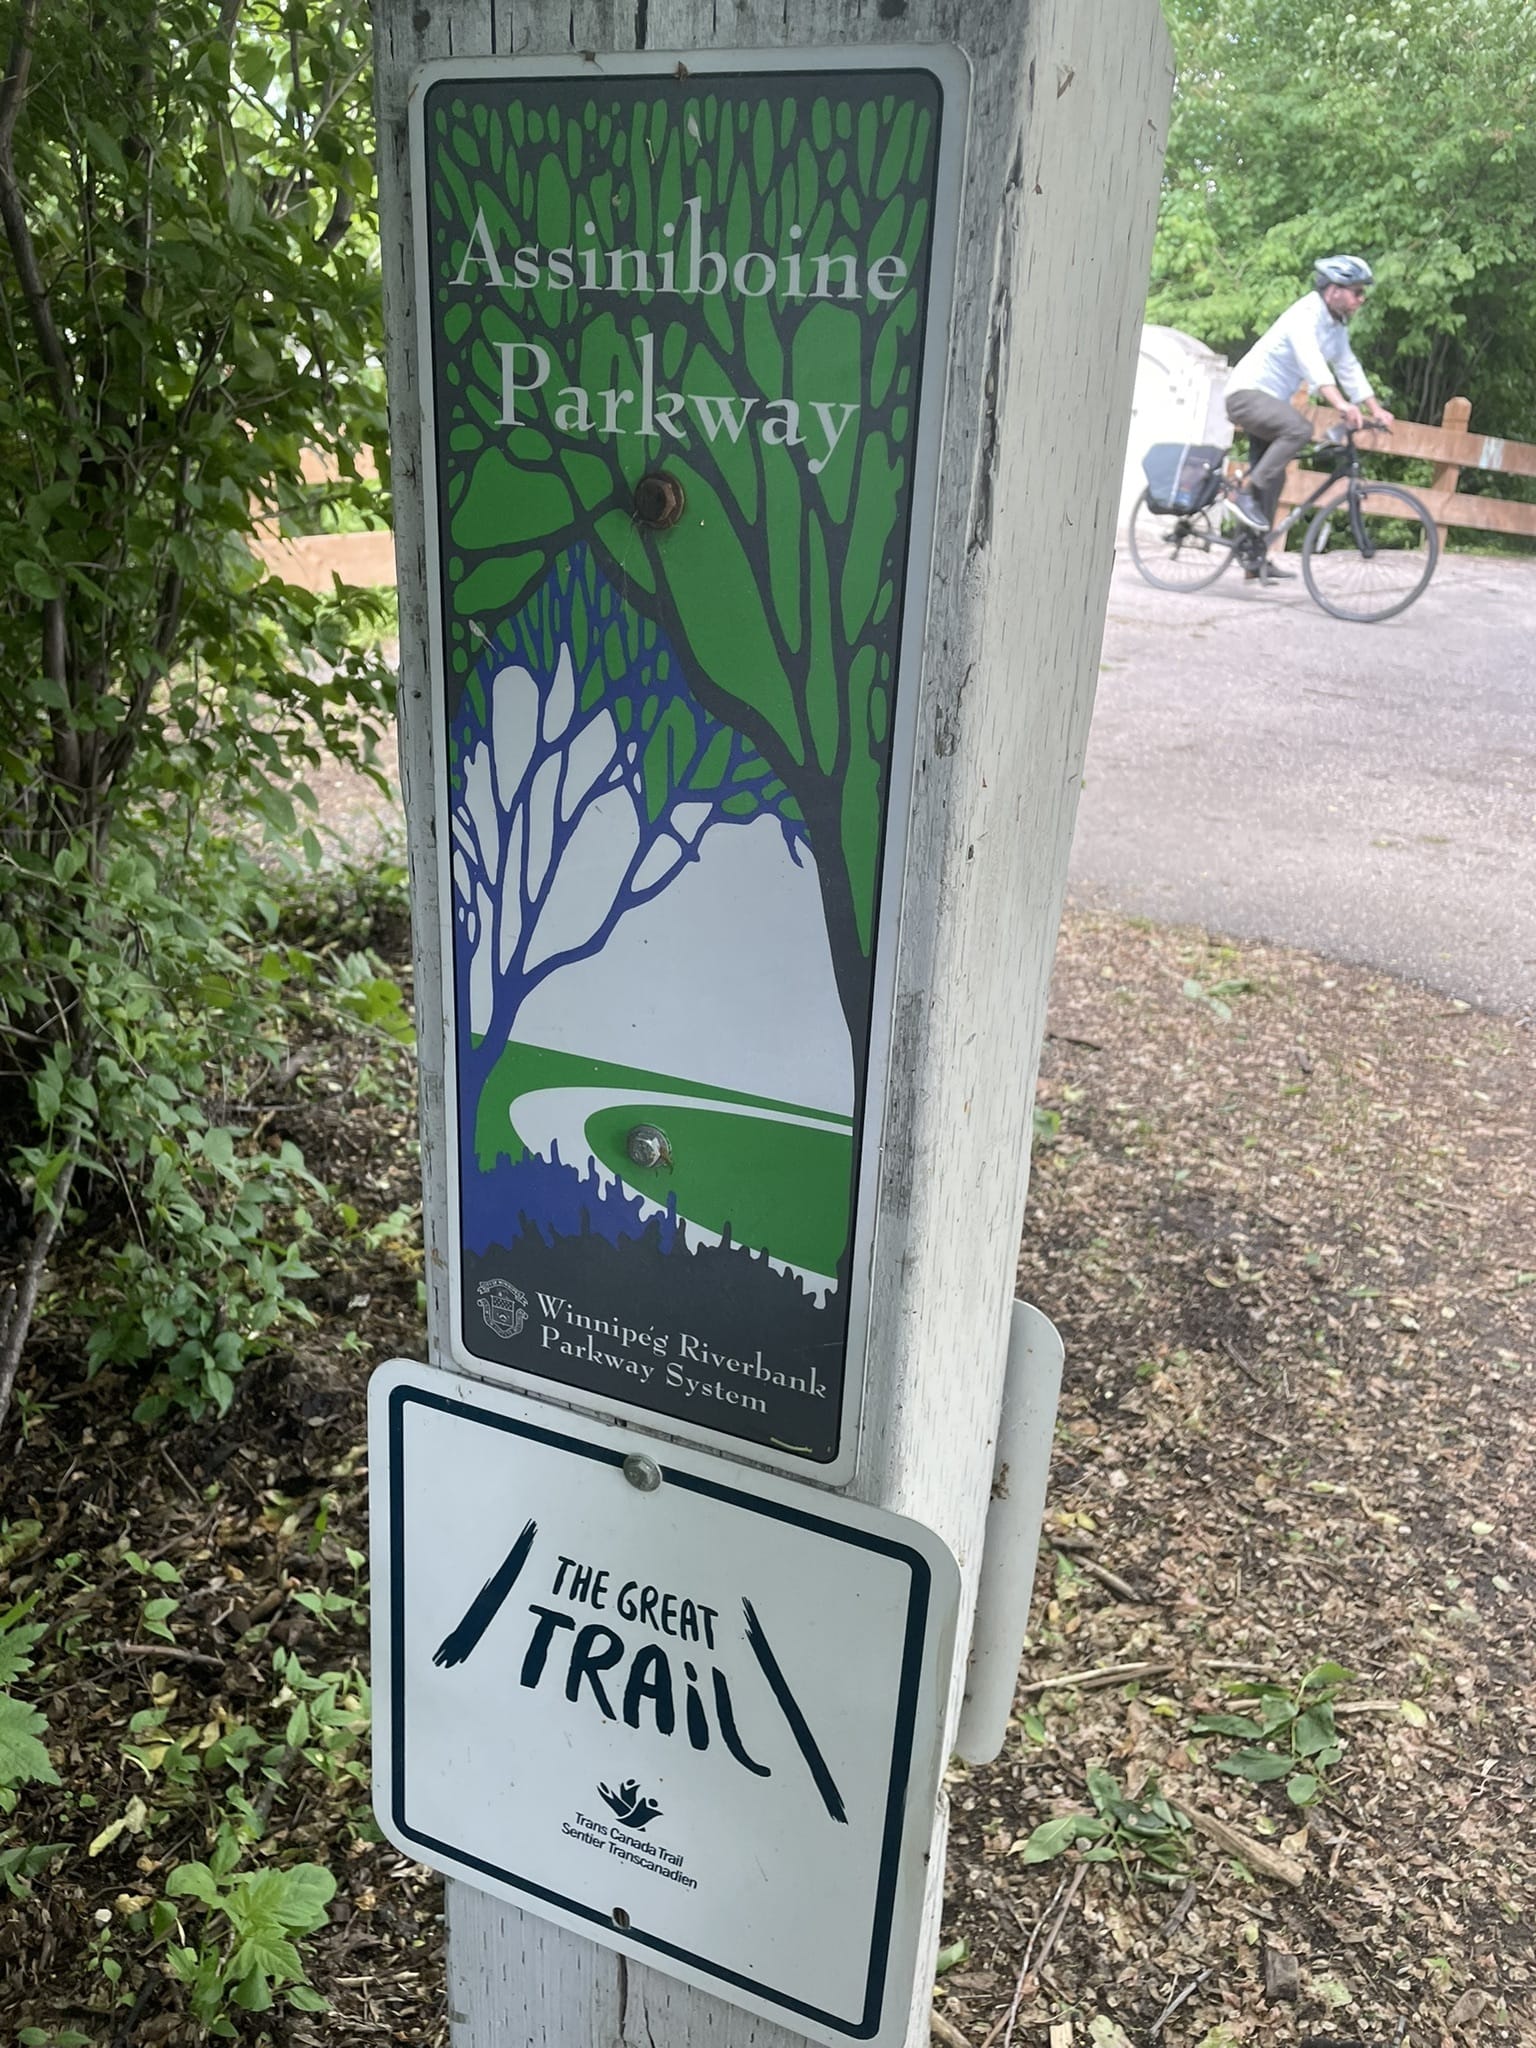 Assiniboine
Parkway
Winnipeg Riverbank
Parkway System
THE GREAT
TRAiL
Trans Canada Trail
Sentier Transcanadien